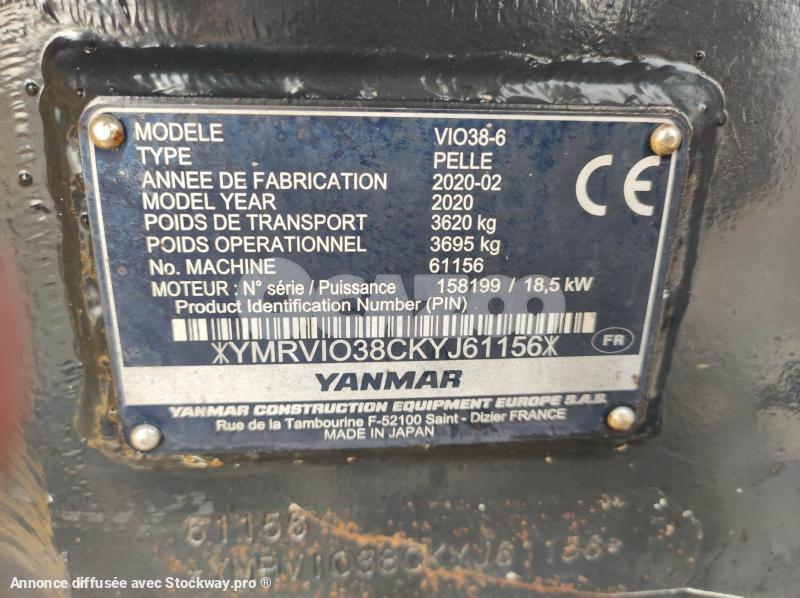 MODELE VIO38-6
TYPE PELLE
ANNEE DE FABRICATION 2020-02
MODEL YEAR 2020
POIDS DE TRANSPORT 3620 kg
POIDS OPERATIONNEL 3695 kg
No. MACHINE 61156
MOTEUR : N° série / Puissance 158199 / 18,5 kW
Product Identification Number (PIN)
CE
*YMRVIO38CKYJ61156*
FR
YANMAR
YANMAR CONSTRUCTION EQUIPMENT EUROPE S.A.S.
Rue de la Tambourine F-52100 Saint - Dizier FRANCE
MADE IN JAPAN
61156
Annonce diffusée avec Stockway.pro ®